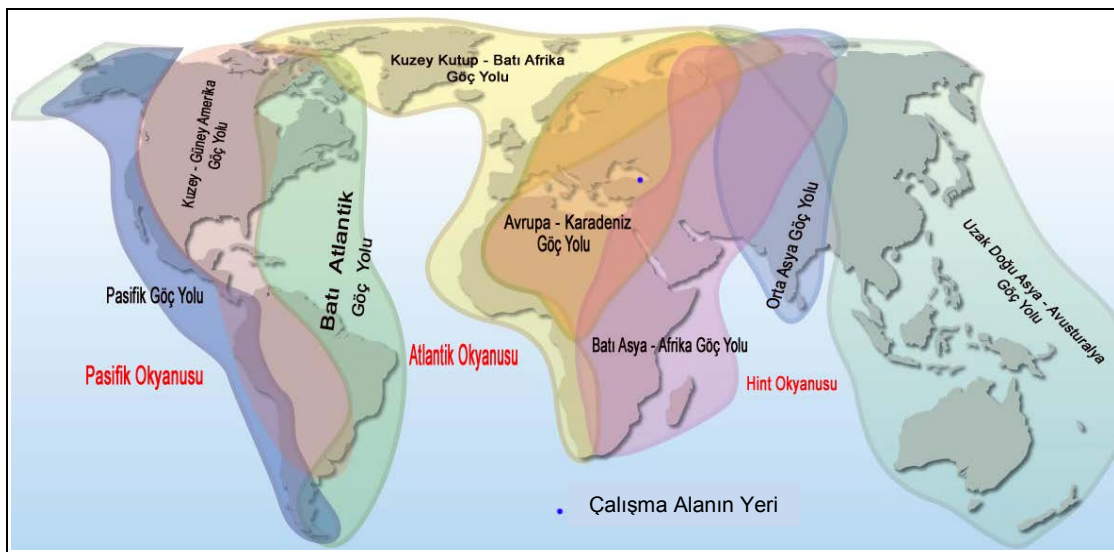 Kuzey Kutup - Batı Afrika
Göç Yolu
Kuzey - Güney Amerika
Göç Yolu
Batı Atlantik
Göç Yolu
Avrupa - Karadeniz
Göç Yolu
Orta Asya Göç Yolu
Uzak Doğu Asya - Avusturalya
Göç Yolu
Pasifik Göç Yolu
Batı Asya - Afrika Göç Yolu
Pasifik Okyanusu
Atlantik Okyanusu
Hint Okyanusu
Çalışma Alanın Yeri